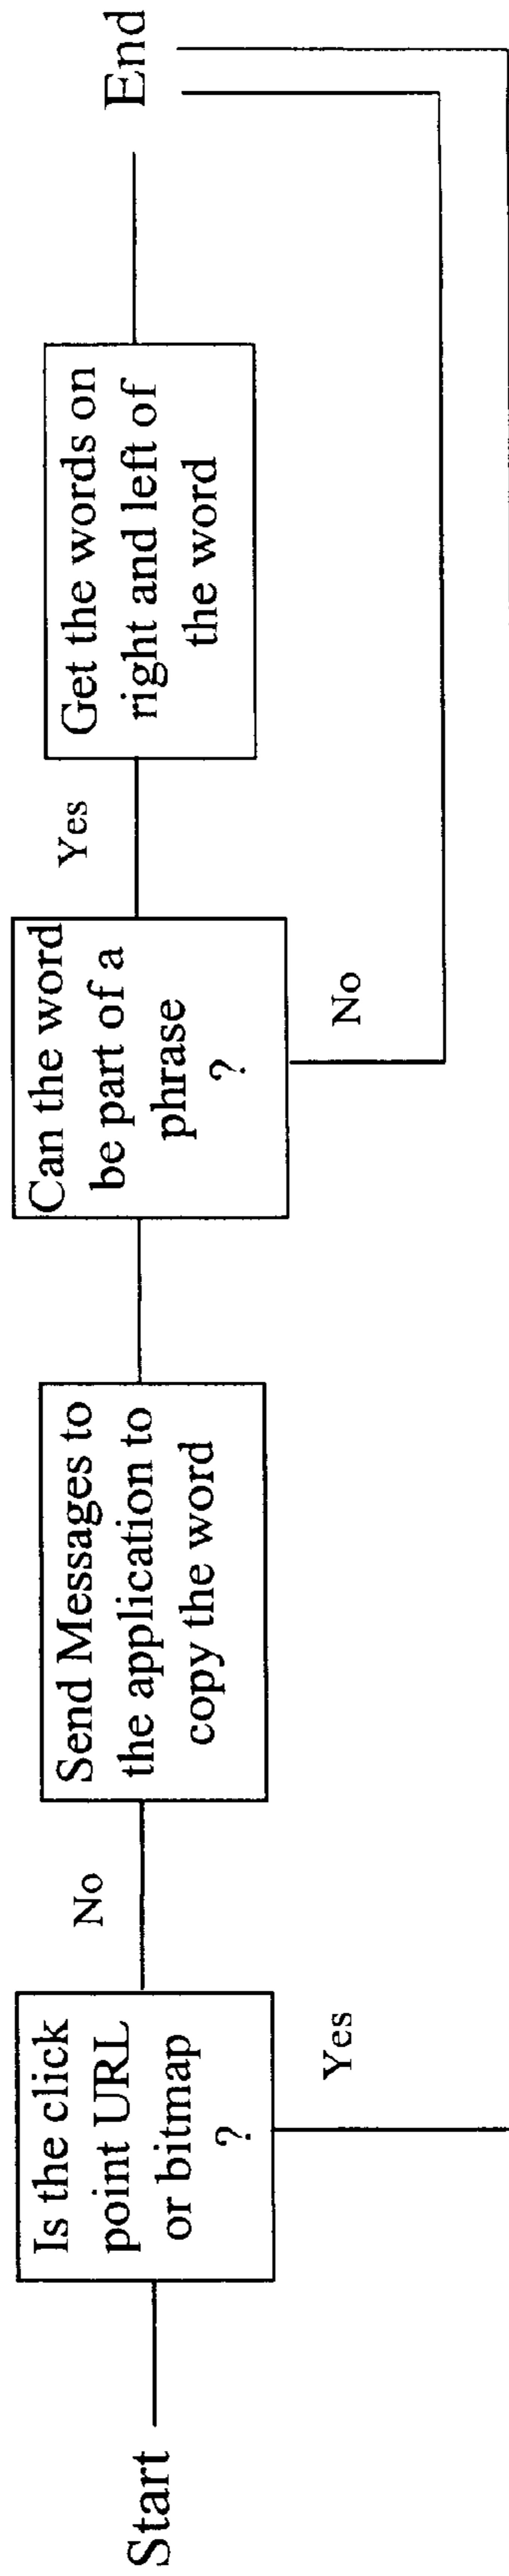 Start
Is the click
point URL
or bitmap
?
No
Yes
Send Messages to
the application to
copy the word
Can the word
be part of a
phrase
?
Yes
No
Get the words on
right and left of
the word
End